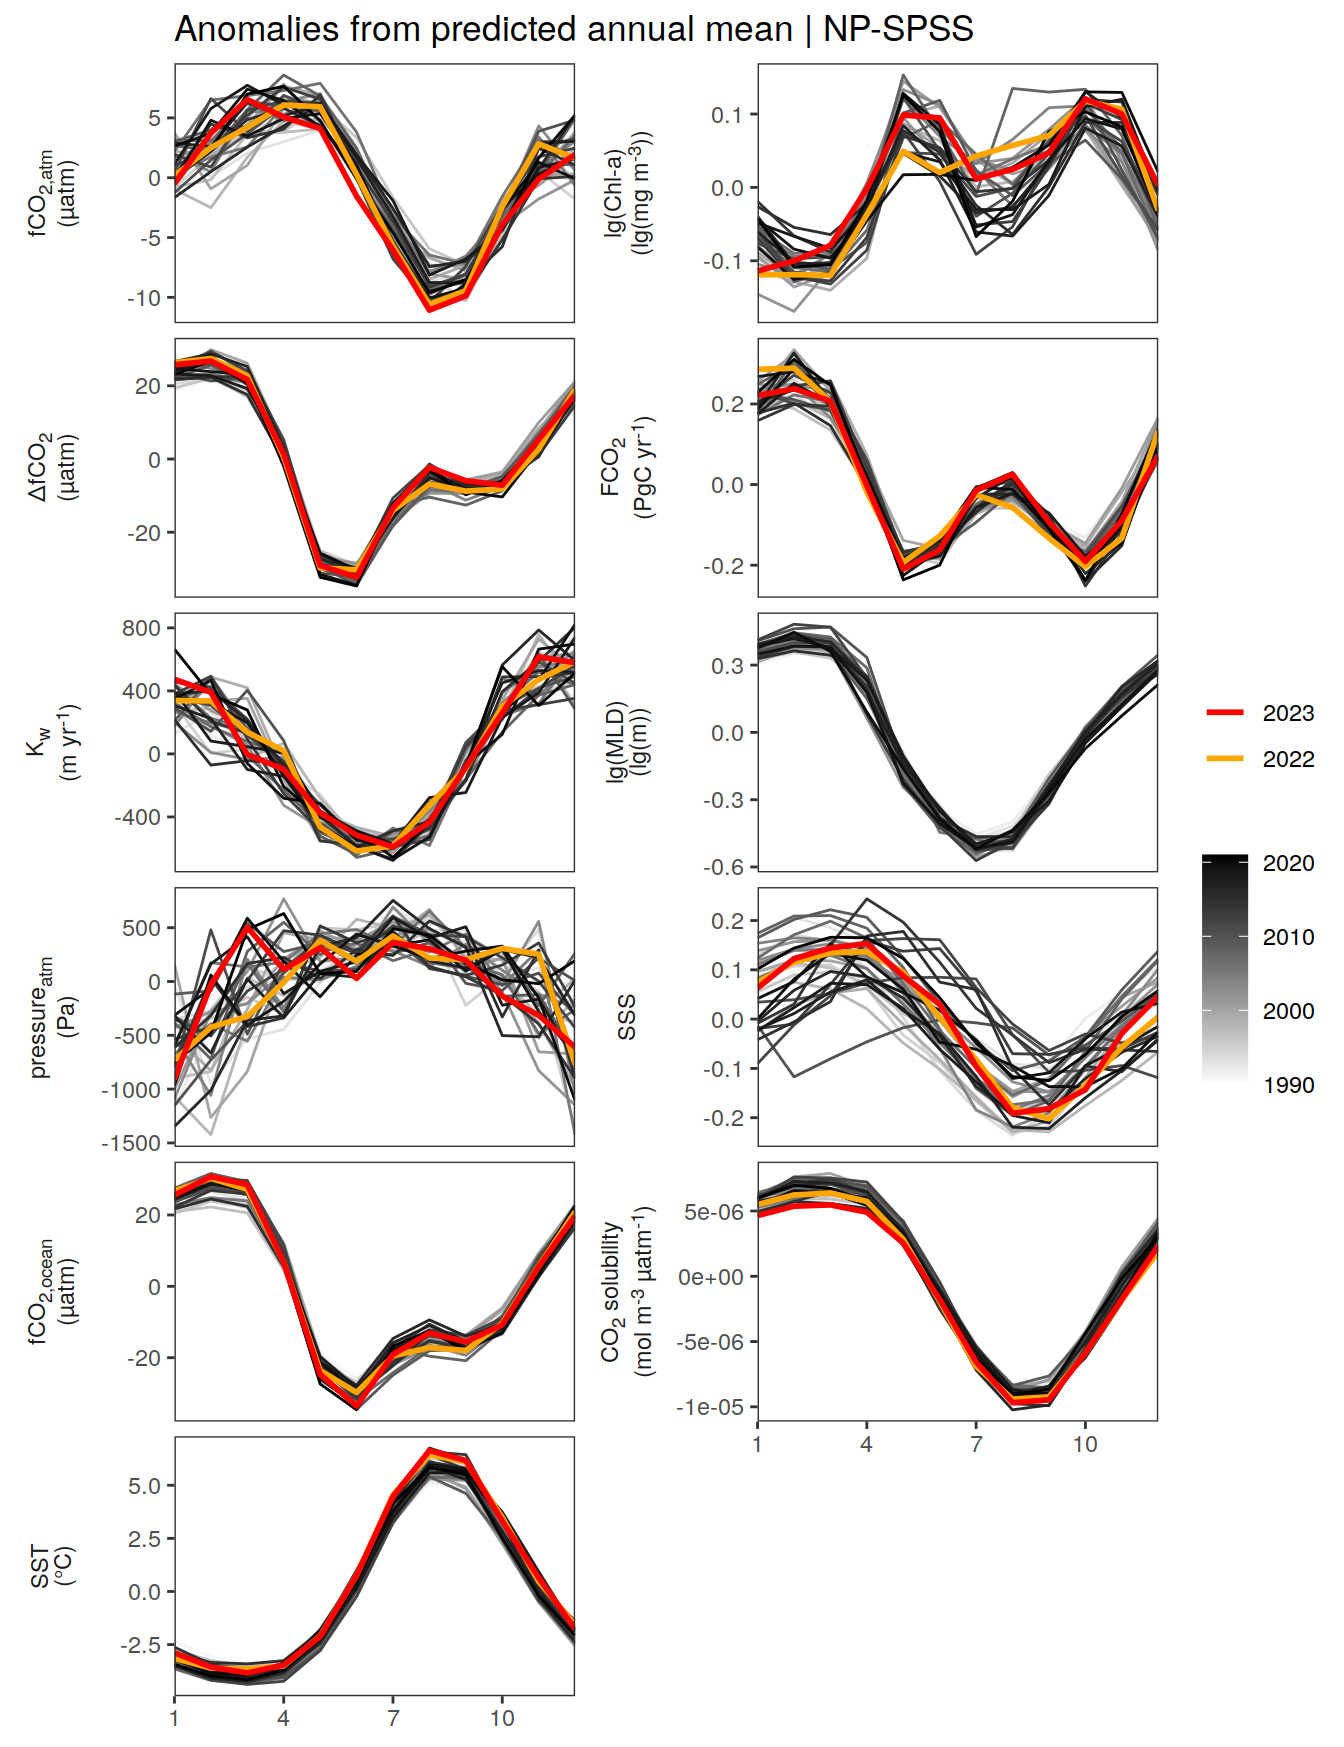 Anomalies from predicted annual mean | NP-SPSS
fCO2,atm
(µatm)
5
0
-5
-10
lg(Chl-a)
(lg(mg m-3))
0.1
0.0
-0.1
ΔfCO2
(µatm)
20
0
-20
FCO2
(PgC yr-1)
0.2
0.0
-0.2
Kw
(m yr-1)
800
400
0
-400
lg(MLD)
(lg(m))
0.3
0.0
-0.3
-0.6
pressureatm
(Pa)
500
0
-500
-1000
-1500
SSS
0.2
0.1
0.0
-0.1
-0.2
fCO2,ocean
(µatm)
20
0
-20
CO2 solubility
(mol m-3 µatm-1)
5e-06
0e+00
-5e-06
-1e-05
1 4 7 10
SST
(°C)
5.0
2.5
0.0
-2.5
1 4 7 10
2023
2022
2020
2010
2000
1990